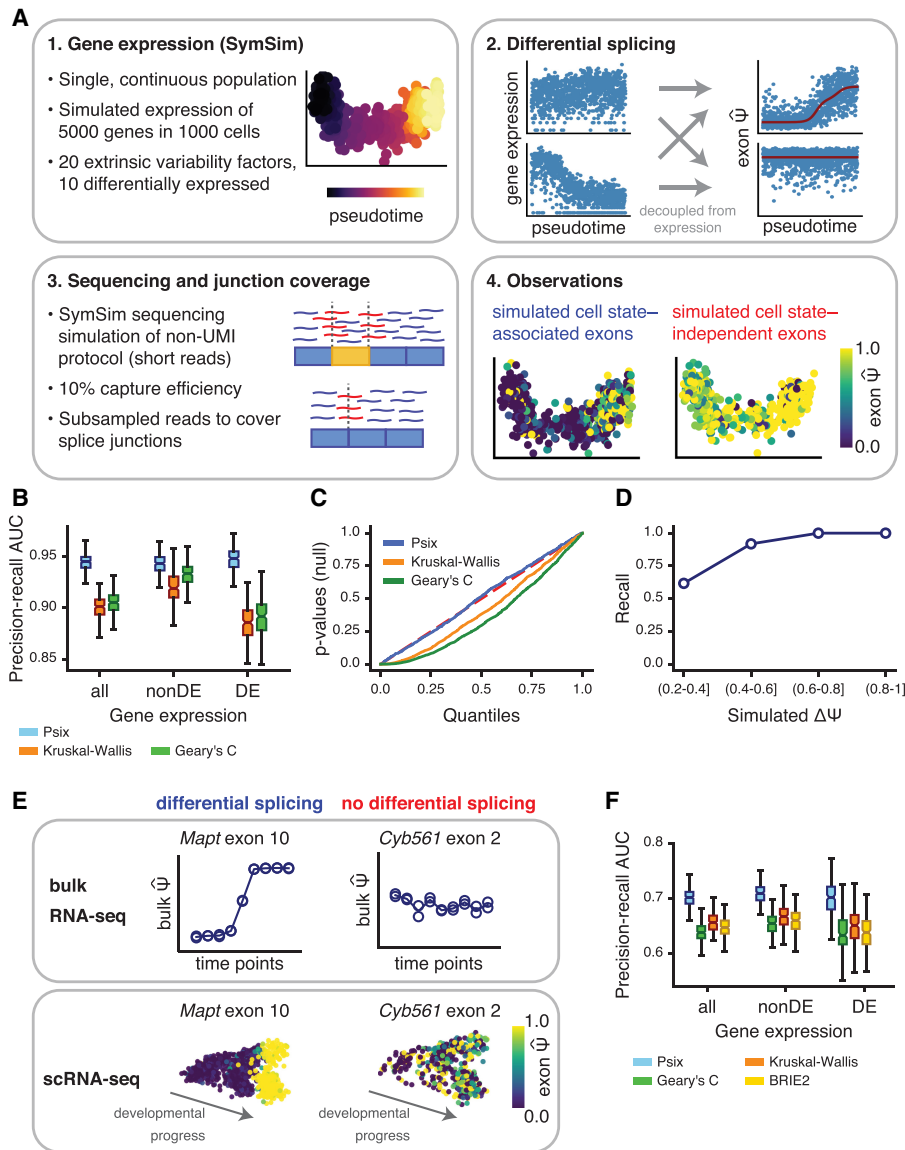 A
1. Gene expression (SymSim)
• Single, continuous population
• Simulated expression of
5000 genes in 1000 cells
• 20 extrinsic variability factors,
10 differentially expressed
pseudotime
2. Differential splicing
gene expression
pseudotime
decoupled from
expression
exon Ψ̂
pseudotime
3. Sequencing and junction coverage
• SymSim sequencing
simulation of non-UMI
protocol (short reads)
• 10% capture efficiency
• Subsampled reads to cover
splice junctions
4. Observations
simulated cell state–
associated exons
simulated cell state–
independent exons
1.0
exon Ψ̂
0.0
B
Precision-recall AUC
0.95
0.90
0.85
all nonDE DE
Gene expression
Psix
Kruskal-Wallis Geary's C
C
p-values (null)
1.0
0.75
0.5
0.25
0.0
Psix
Kruskal-Wallis
Geary's C
0.0 0.25 0.5 0.75 1.0
Quantiles
D
Recall
1.0
0.75
0.5
0.25
0.0
(0.2-0.4] (0.4-0.6] (0.6-0.8] (0.8-1]
Simulated ΔΨ
E
differential splicing no differential splicing
bulk
RNA-seq
Mapt exon 10
bulk Ψ̂
time points
Cyb561 exon 2
bulk Ψ̂
time points
scRNA-seq
Mapt exon 10
developmental
progress
Cyb561 exon 2
developmental
progress
1.0
exon Ψ̂
0.0
F
Precision-recall AUC
0.8
0.7
0.6
all nonDE DE
Gene expression
Psix Kruskal-Wallis
Geary's C BRIE2